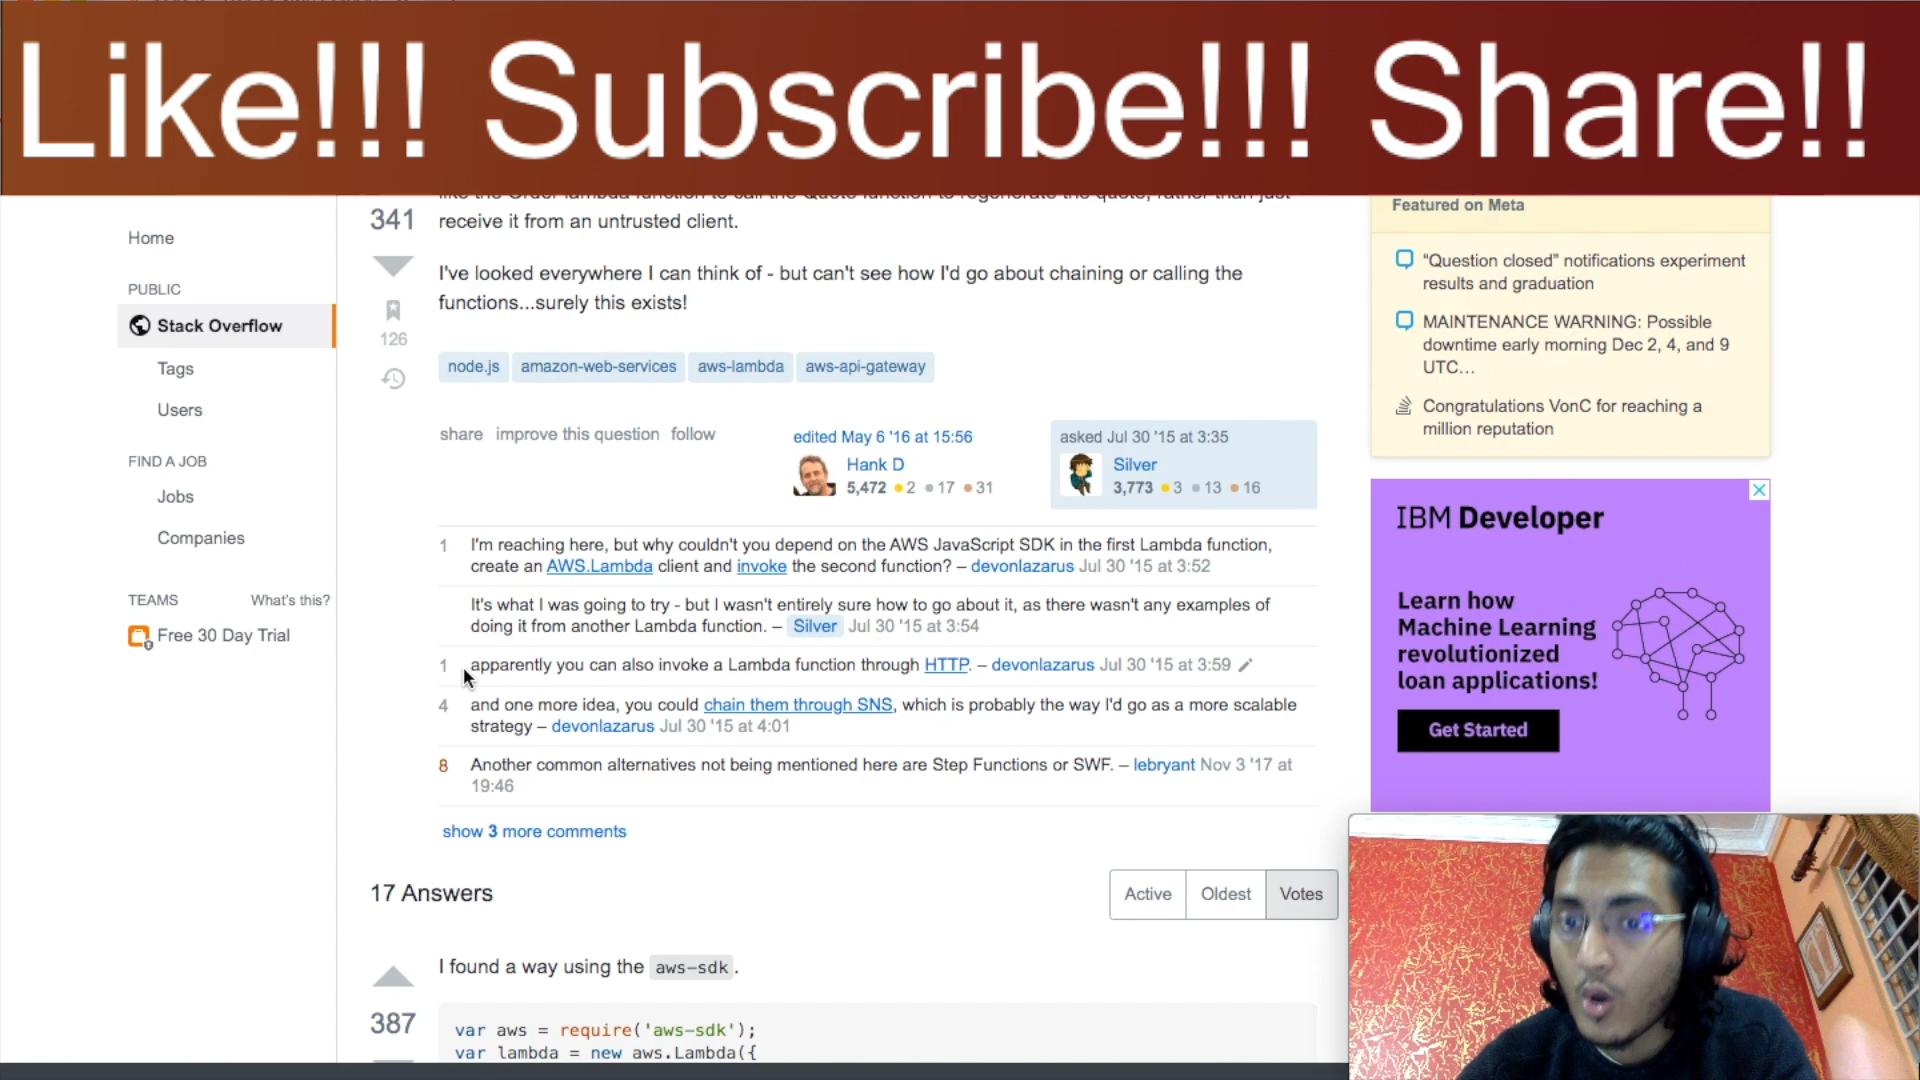 Like!!! Subscribe!!! Share!!
341
receive it from an untrusted client.
I've looked everywhere I can think of - but can't see how I'd go about chaining or calling the
functions...surely this exists!
126
node.js amazon-web-services aws-lambda aws-api-gateway
share improve this question follow
edited May 6 '16 at 15:56
Hank D
5,472 2 17 31
asked Jul 30 '15 at 3:35
Silver
3,773 3 13 16
1 I'm reaching here, but why couldn't you depend on the AWS JavaScript SDK in the first Lambda function,
create an AWS.Lambda client and invoke the second function? – devonlazarus Jul 30 '15 at 3:52
It's what I was going to try - but I wasn't entirely sure how to go about it, as there wasn't any examples of
doing it from another Lambda function. – Silver Jul 30 '15 at 3:54
1 apparently you can also invoke a Lambda function through HTTP. – devonlazarus Jul 30 '15 at 3:59
4 and one more idea, you could chain them through SNS, which is probably the way I'd go as a more scalable
strategy – devonlazarus Jul 30 '15 at 4:01
8 Another common alternatives not being mentioned here are Step Functions or SWF. – lebryant Nov 3 '17 at
19:46
show 3 more comments
17 Answers
Active Oldest Votes
387
I found a way using the aws-sdk.
var aws = require('aws-sdk');
var lambda = new aws.Lambda({
Home
PUBLIC
Stack Overflow
Tags
Users
FIND A JOB
Jobs
Companies
TEAMS What's this?
Free 30 Day Trial
Featured on Meta
“Question closed” notifications experiment
results and graduation
MAINTENANCE WARNING: Possible
downtime early morning Dec 2, 4, and 9
UTC…
Congratulations VonC for reaching a
million reputation
IBM Developer
Learn how
Machine Learning
revolutionized
loan applications!
Get Started